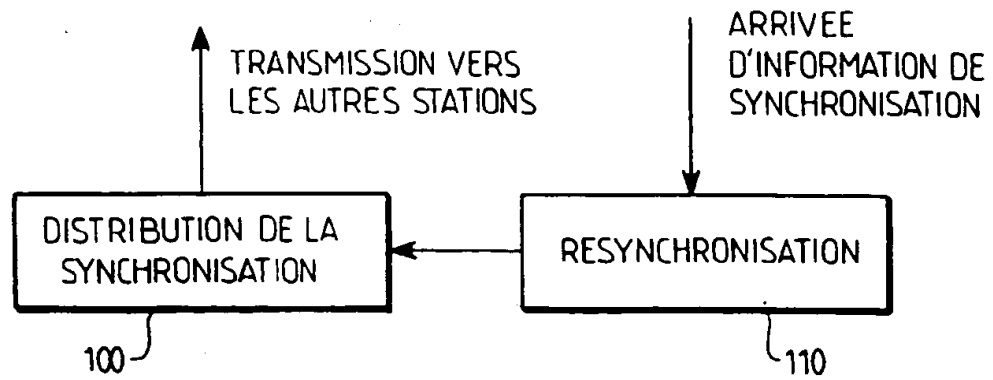 TRANSMISSION VERS
LES AUTRES STATIONS
ARRIVEE
D'INFORMATION DE
SYNCHRONISATION
DISTRIBUTION DE LA
SYNCHRONISATION
RESYNCHRONISATION
100
110